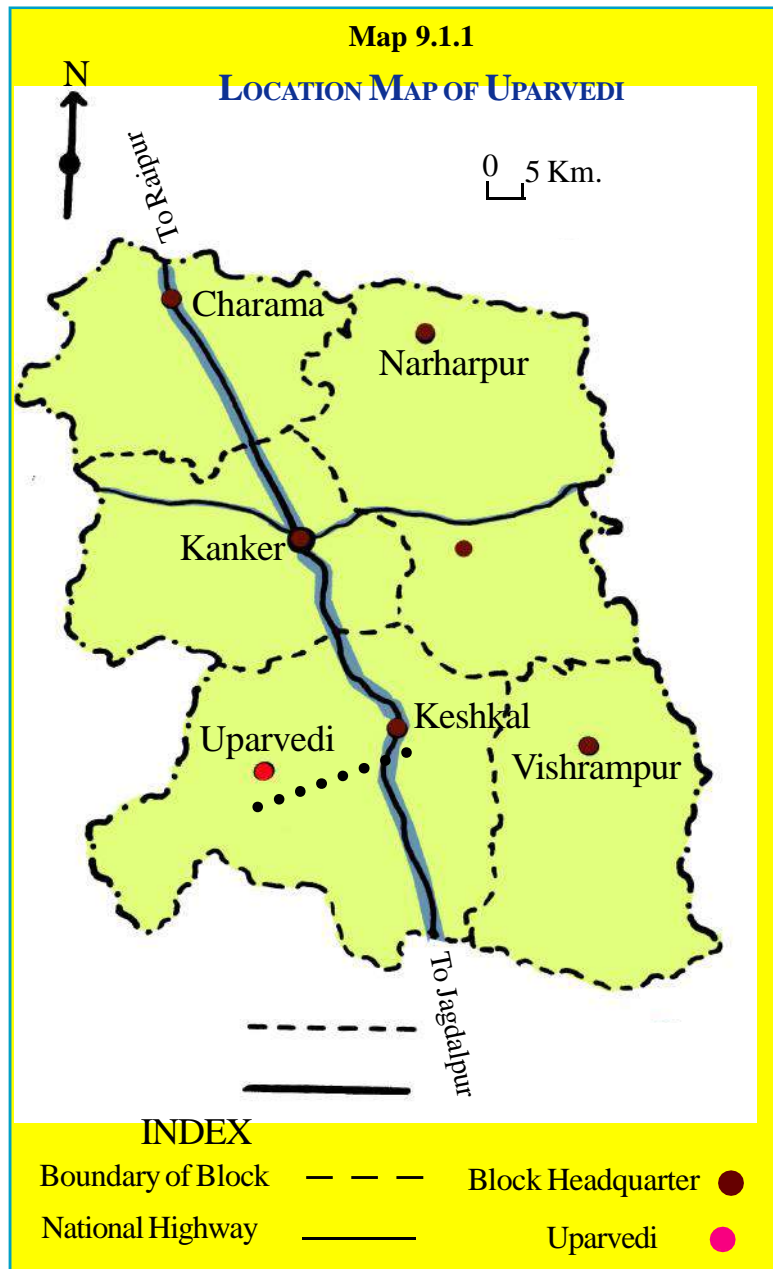 Map 9.1.1
LOCATION MAP OF UPARVEDI
N
0 5 Km.
To Raipur
Charama
Narharpur
Kanker
Keshkal
Uparvedi
Vishrampur
To Jagdalpur
INDEX
Boundary of Block
Block Headquarter
National Highway
Uparvedi